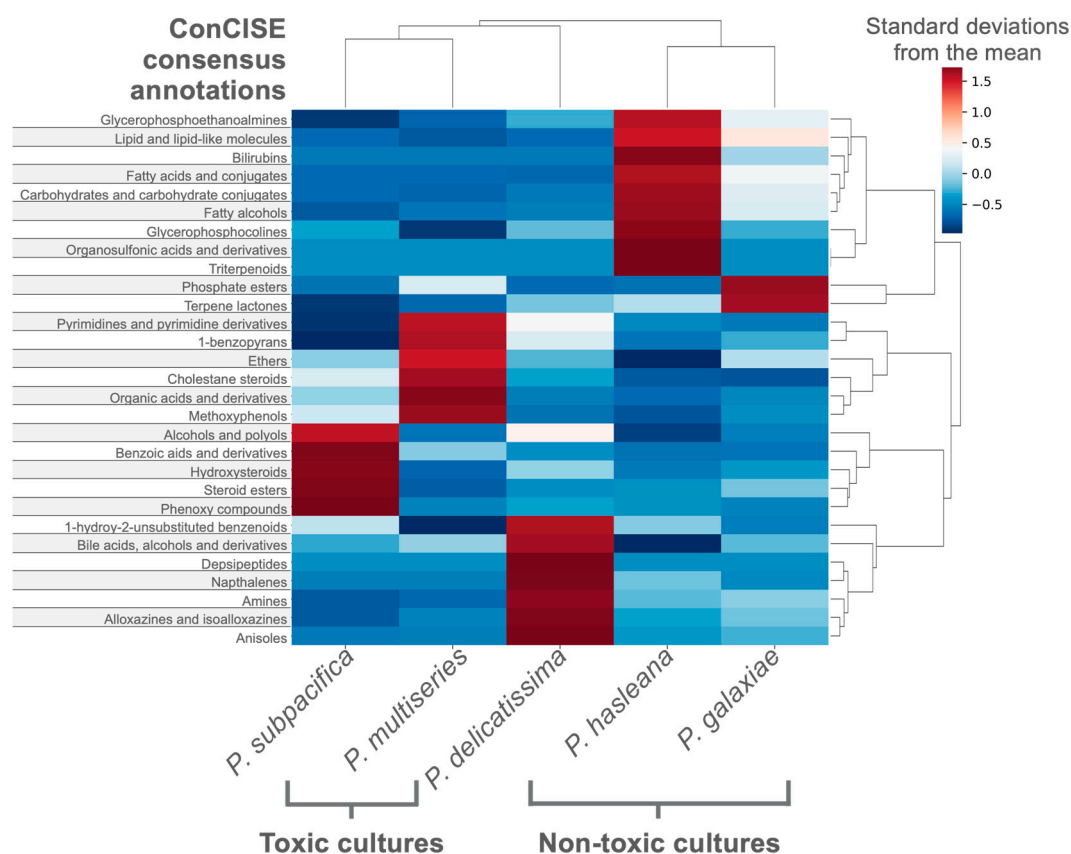 ConCISE
consensus
annotations
Standard deviations
from the mean
1.5
1.0
0.5
0.0
−0.5
Glycerophosphoethanoalmines
Lipid and lipid-like molecules
Bilirubins
Fatty acids and conjugates
Carbohydrates and carbohydrate conjugates
Fatty alcohols
Glycerophosphocolines
Organosulfonic acids and derivatives
Triterpenoids
Phosphate esters
Terpene lactones
Pyrimidines and pyrimidine derivatives
1-benzopyrans
Ethers
Cholestane steroids
Organic acids and derivatives
Methoxyphenols
Alcohols and polyols
Benzoic aids and derivatives
Hydroxysteroids
Steroid esters
Phenoxy compounds
1-hydroy-2-unsubstituted benzenoids
Bile acids, alcohols and derivatives
Depsipeptides
Napthalenes
Amines
Alloxazines and isoalloxazines
Anisoles
P. subpacifica
P. multiseries
P. delicatissima
P. hasleana
P. galaxiae
Toxic cultures
Non-toxic cultures